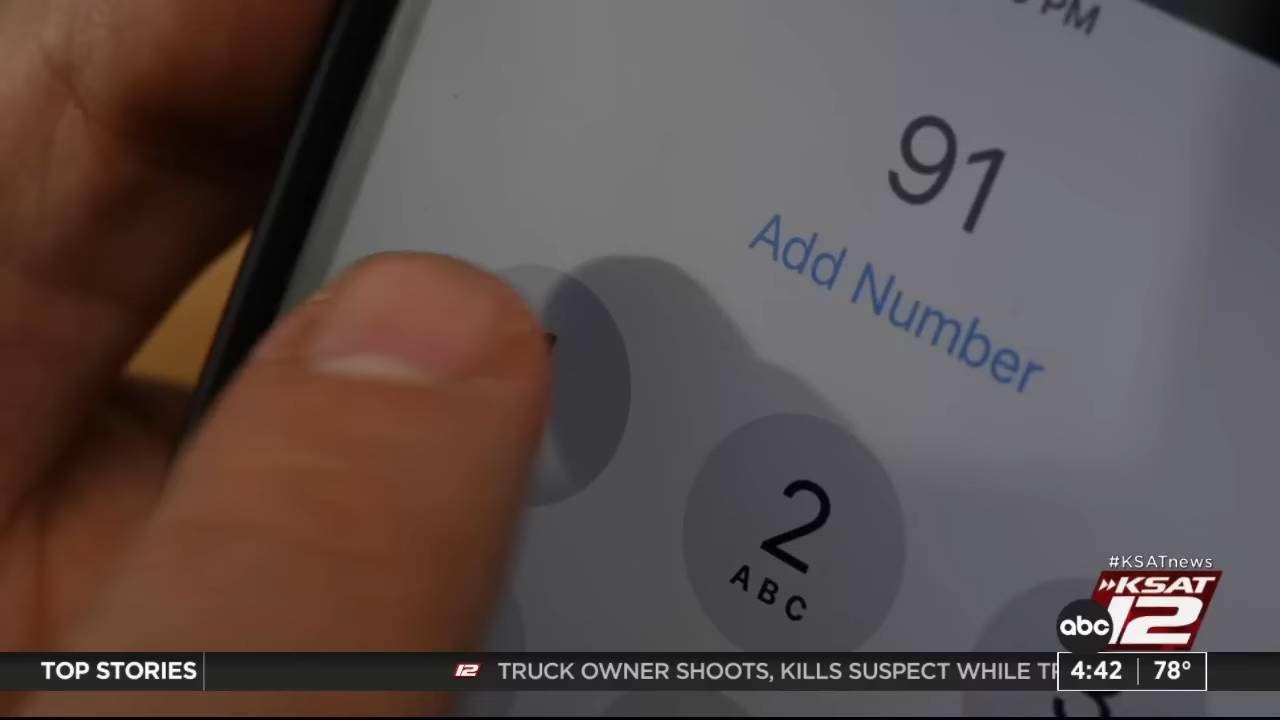 PM
91
Add Number
2
ABC
3
#KSATnews
KSAT
abc 12
TOP STORIES 12 TRUCK OWNER SHOOTS, KILLS SUSPECT WHILE 4:42 78°